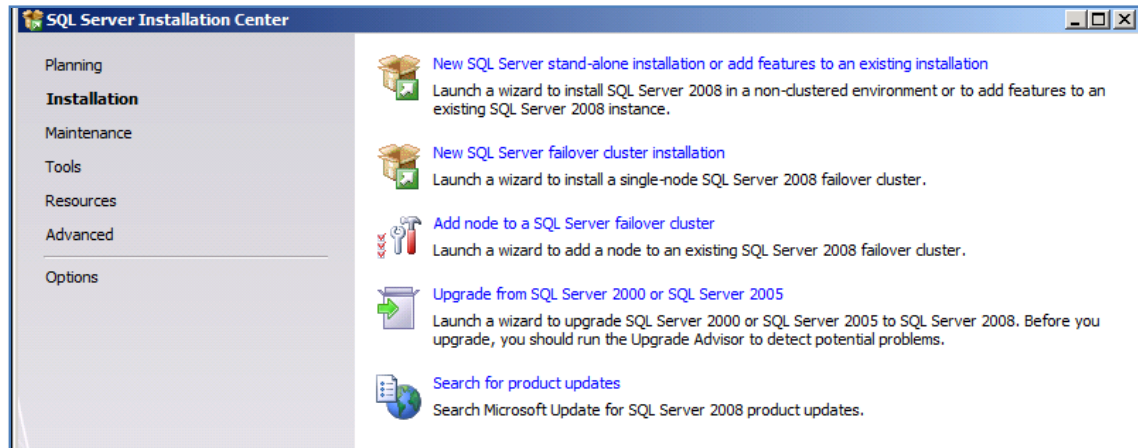 SQL Server Installation Center
Planning
Installation
Maintenance
Tools
Resources
Advanced
Options
New SQL Server stand-alone installation or add features to an existing installation
Launch a wizard to install SQL Server 2008 in a non-clustered environment or to add features to an
existing SQL Server 2008 instance.
New SQL Server failover cluster installation
Launch a wizard to install a single-node SQL Server 2008 failover cluster.
Add node to a SQL Server failover cluster
Launch a wizard to add a node to an existing SQL Server 2008 failover cluster.
Upgrade from SQL Server 2000 or SQL Server 2005
Launch a wizard to upgrade SQL Server 2000 or SQL Server 2005 to SQL Server 2008. Before you
upgrade, you should run the Upgrade Advisor to detect potential problems.
Search for product updates
Search Microsoft Update for SQL Server 2008 product updates.